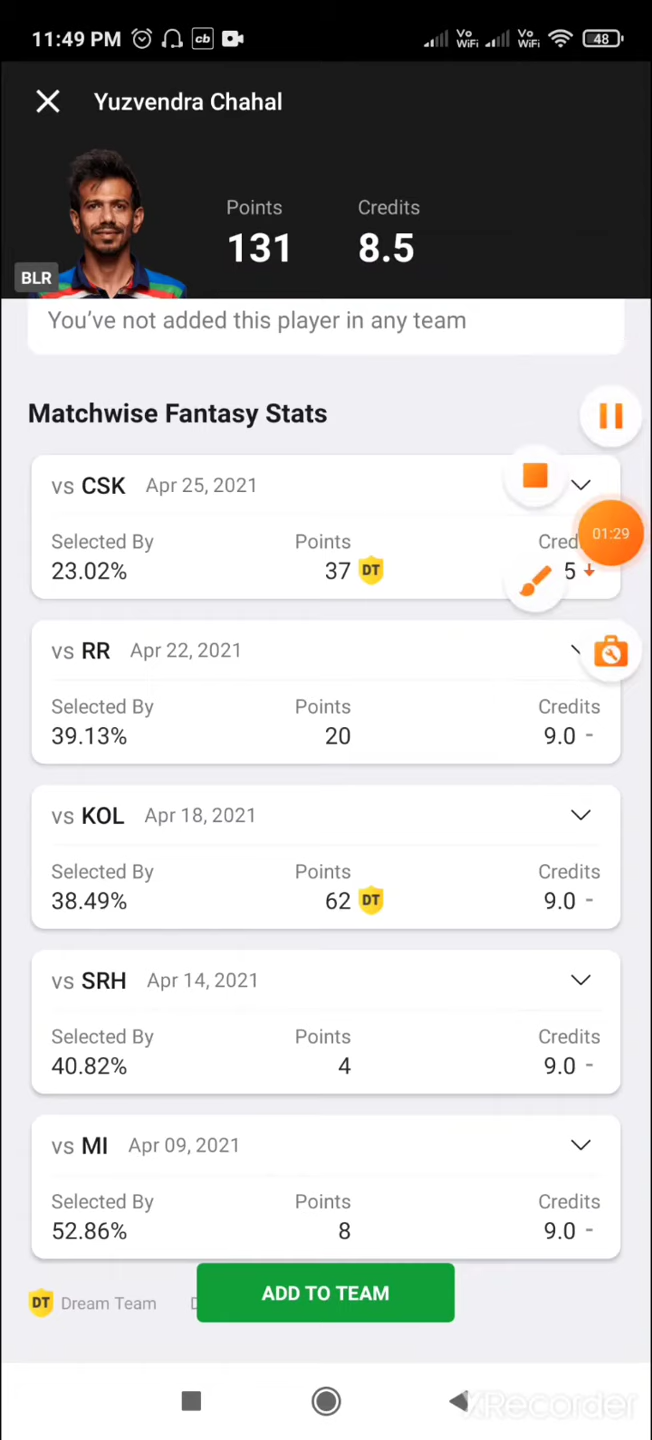 11:49 PM cb Vo WiFi Vo WiFi 48
Yuzvendra Chahal
Points Credits
131 8.5
BLR
You've not added this player in any team
Matchwise Fantasy Stats
vs CSK Apr 25, 2021
Selected By Points Cred
23.02% 37 DT 5
01:29
vs RR Apr 22, 2021
Selected By Points Credits
39.13% 20 9.0 -
vs KOL Apr 18, 2021
Selected By Points Credits
38.49% 62 DT 9.0 -
vs SRH Apr 14, 2021
Selected By Points Credits
40.82% 4 9.0 -
vs MI Apr 09, 2021
Selected By Points Credits
52.86% 8 9.0 -
DT Dream Team
ADD TO TEAM
XRecorder